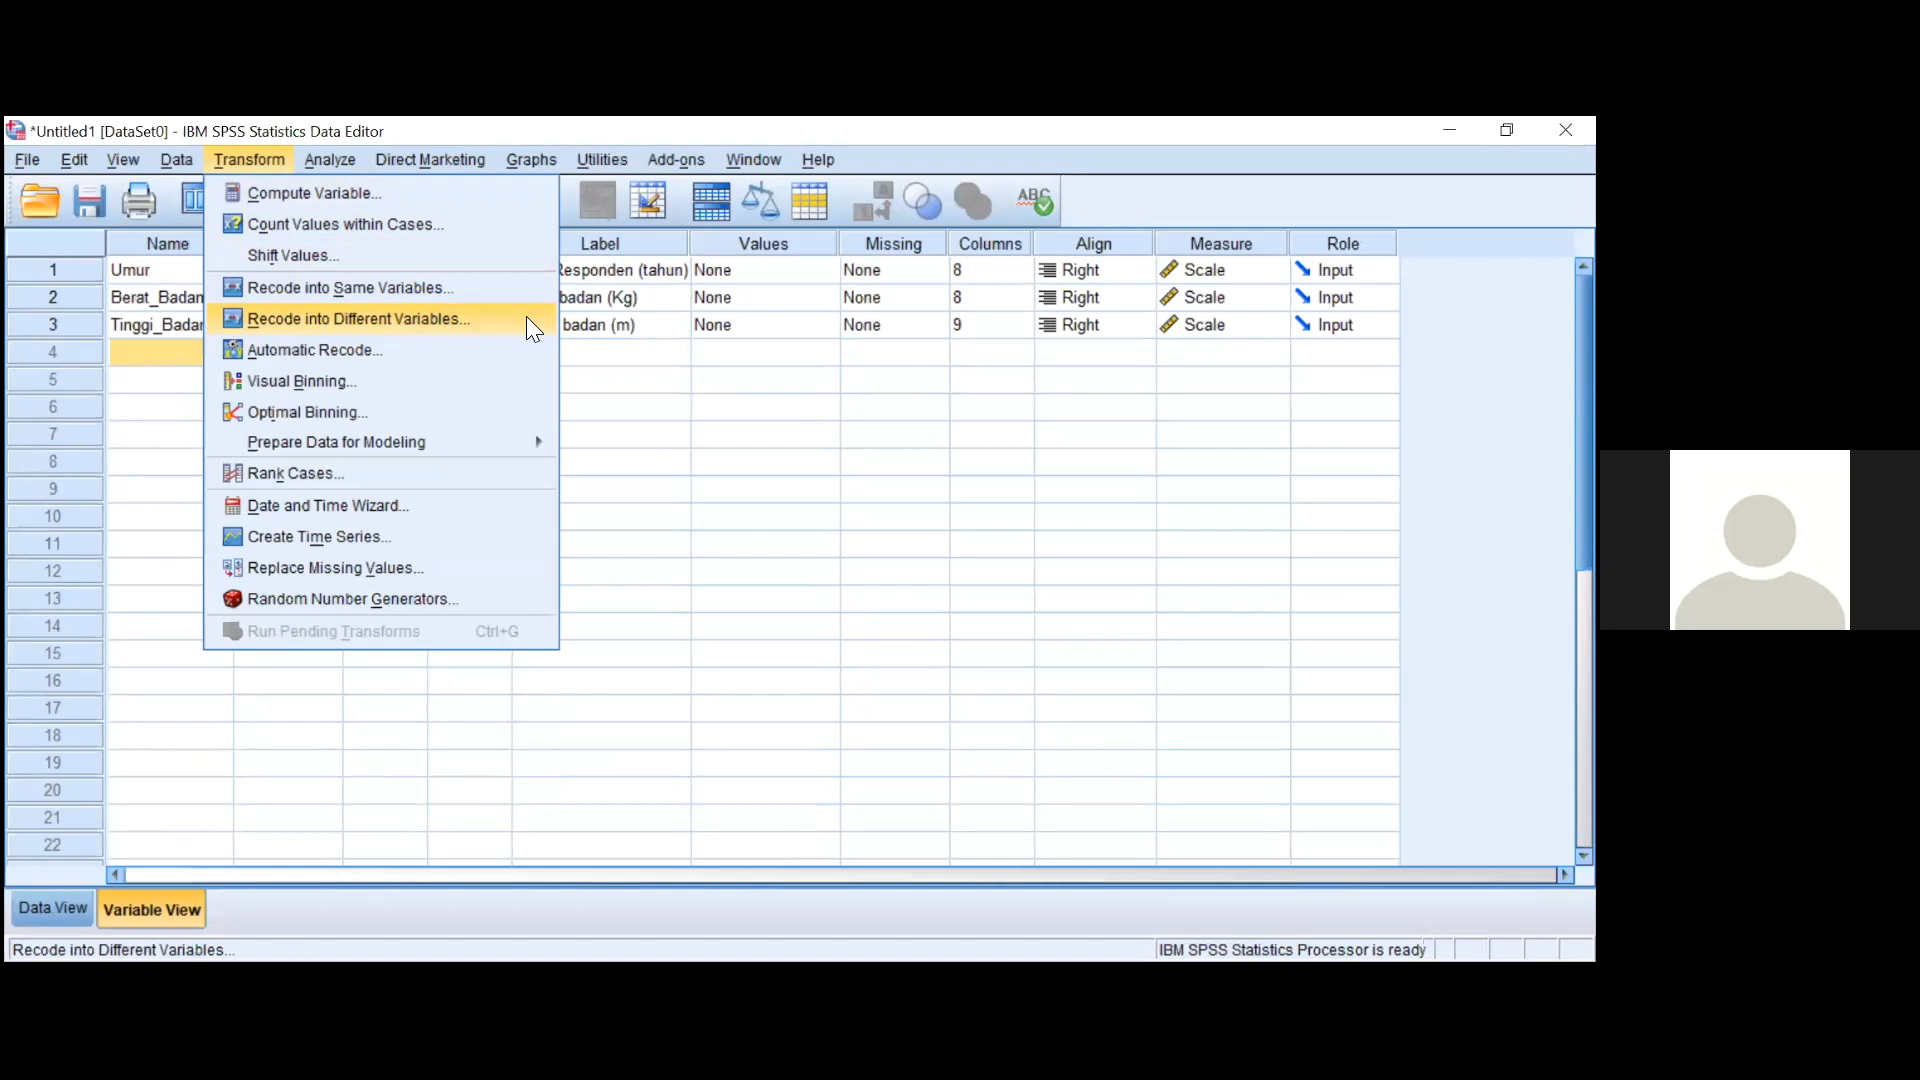 *Untitled1 [DataSet0] - IBM SPSS Statistics Data Editor
File Edit View Data Transform Analyze Direct Marketing Graphs Utilities Add-ons Window Help
ABC
Compute Variable...
Count Values within Cases...
Shift Values...
Recode into Same Variables...
Recode into Different Variables...
Automatic Recode...
Visual Binning...
Optimal Binning...
Prepare Data for Modeling
Rank Cases...
Date and Time Wizard...
Create Time Series...
Replace Missing Values...
Random Number Generators...
Run Pending Transforms Ctrl+G
Name Label Values Missing Columns Align Measure Role
1 Umur Responden (tahun) None None 8 Right Scale Input
2 Berat_Badan badan (Kg) None None 8 Right Scale Input
3 Tinggi_Badan badan (m) None None 9 Right Scale Input
4
5
6
7
8
9
10
11
12
13
14
15
16
17
18
19
20
21
22
Data View Variable View
Recode into Different Variables... IBM SPSS Statistics Processor is ready